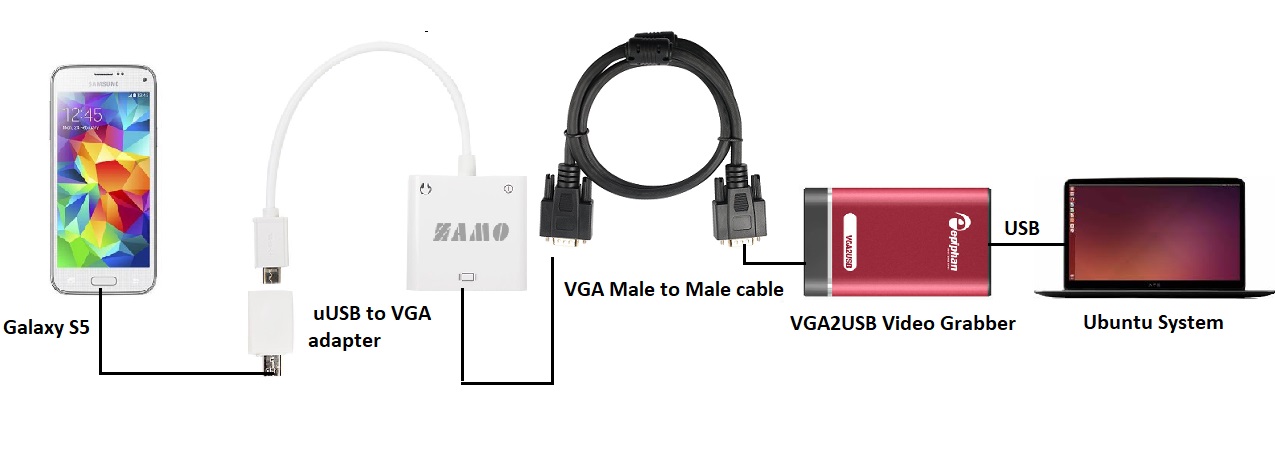 SAMSUNG
12:45
ZAMO
VGA2USB
epiphan
USB
Galaxy S5
uUSB to VGA
adapter
VGA Male to Male cable
VGA2USB Video Grabber
Ubuntu System